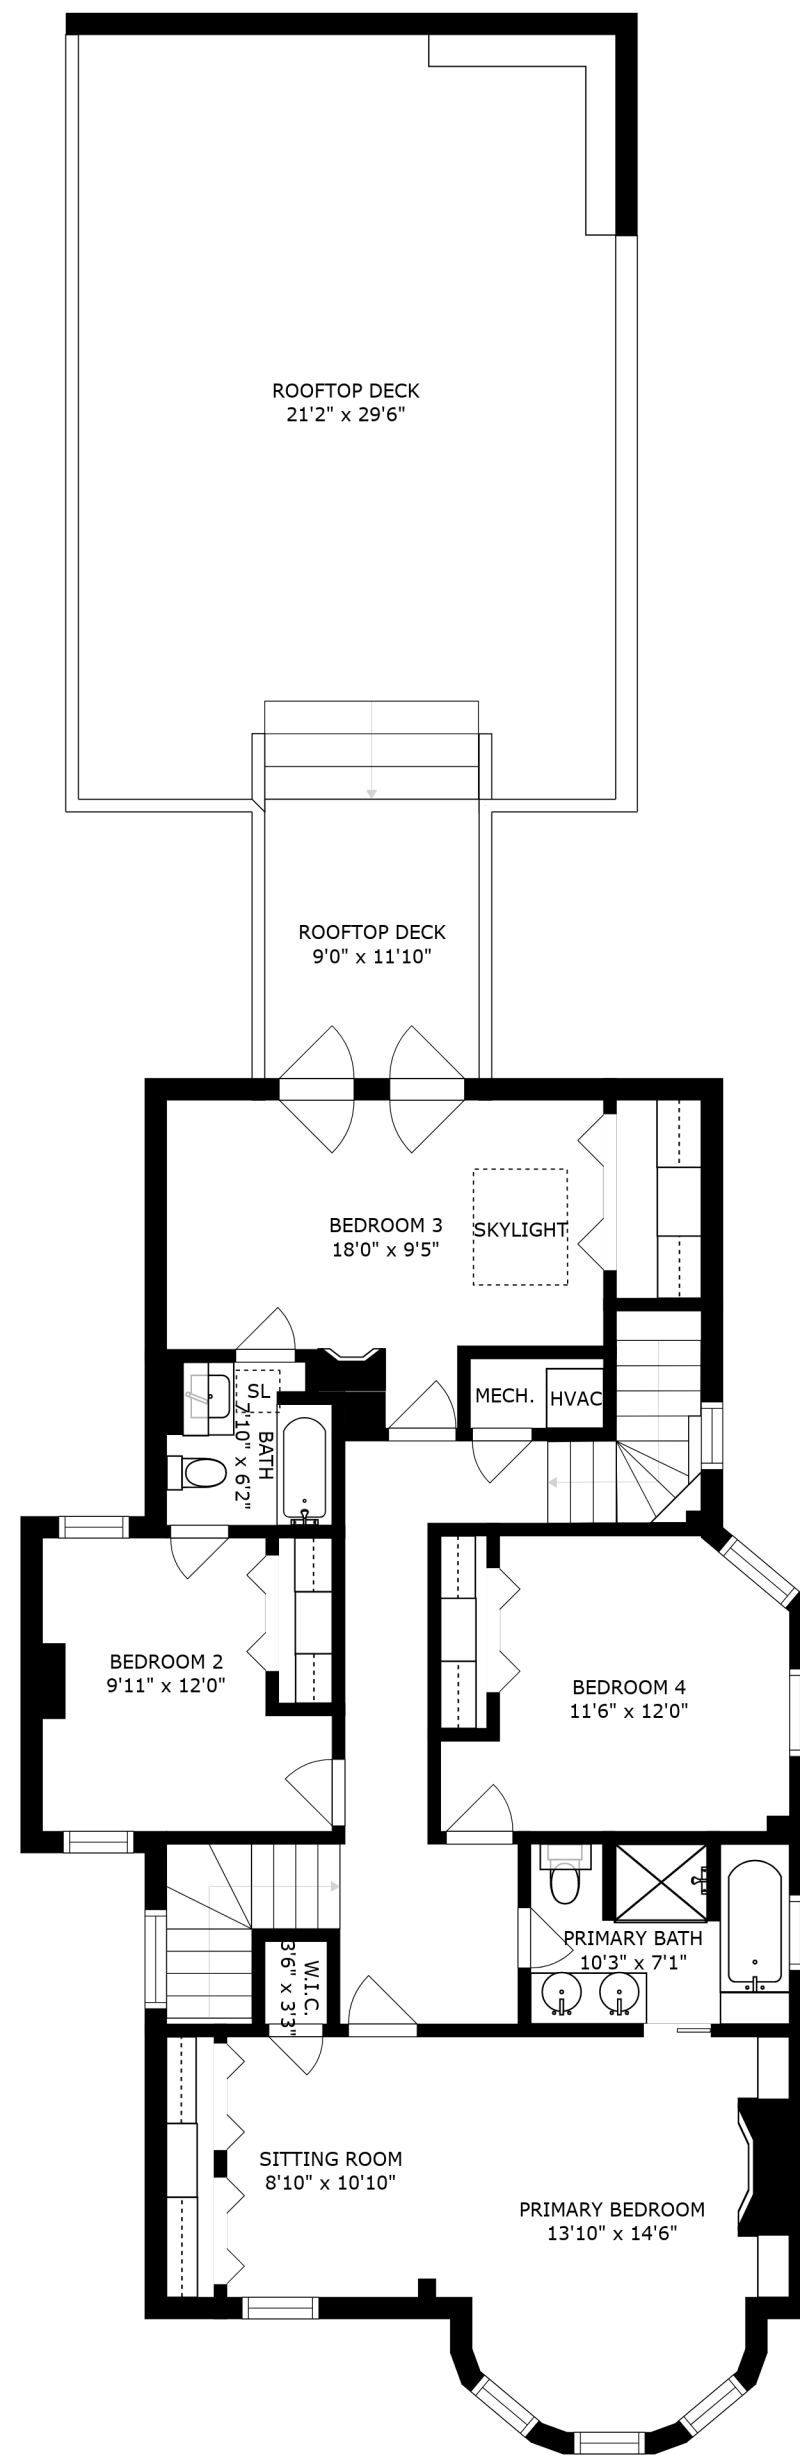 ROOFTOP DECK
21'2" x 29'6"
ROOFTOP DECK
9'0" x 11'10"
BEDROOM 3
18'0" x 9'5"
SKYLIGHT
SL
MECH.
HVAC
BATH
7'10" x 6'2"
BEDROOM 2
9'11" x 12'0"
BEDROOM 4
11'6" x 12'0"
PRIMARY BATH
10'3" x 7'1"
W.I.C.
3'6" x 3'3"
SITTING ROOM
8'10" x 10'10"
PRIMARY BEDROOM
13'10" x 14'6"